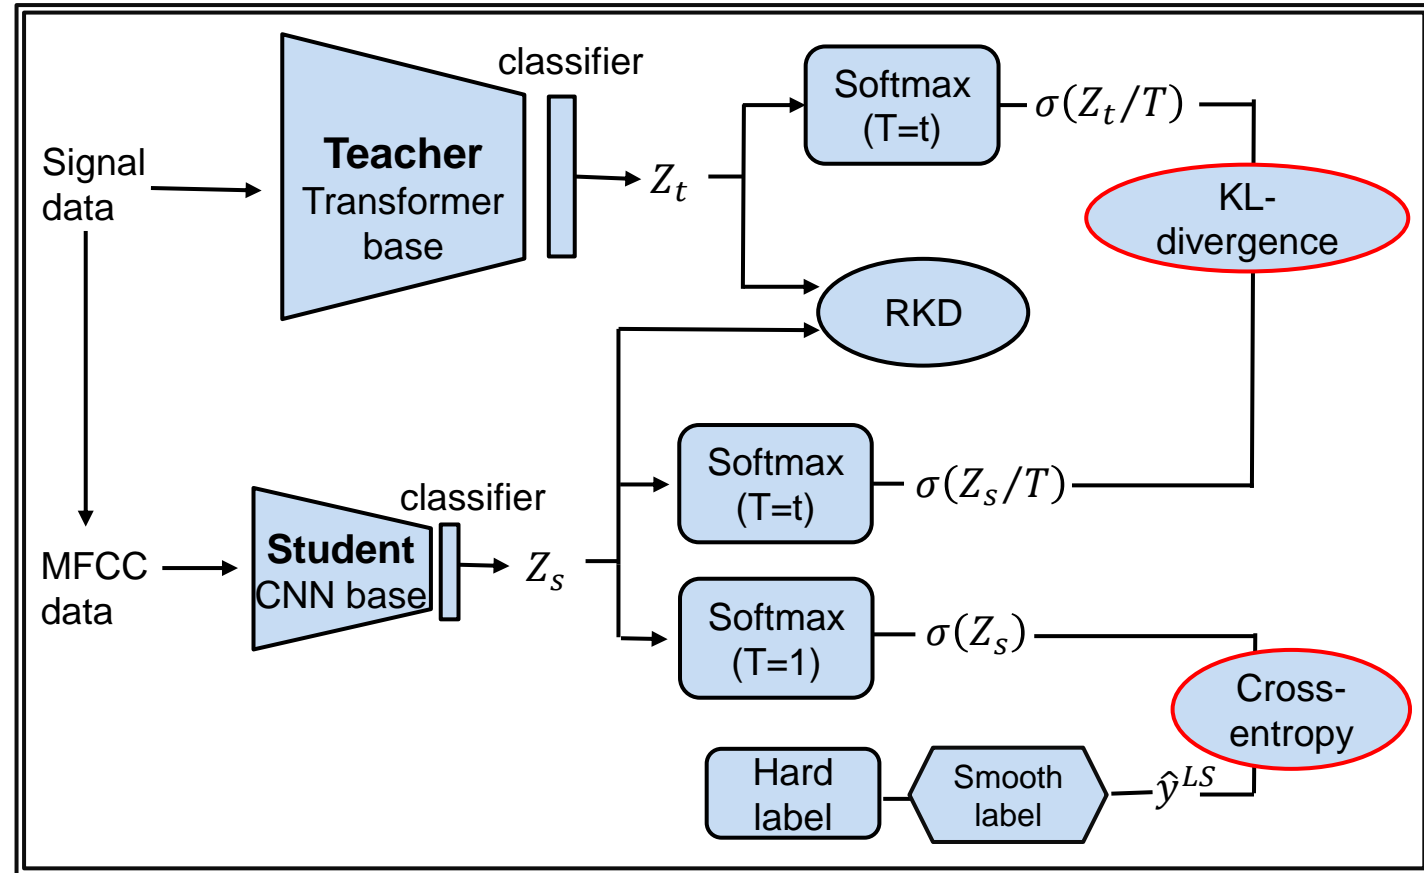 classifier
Softmax
(T=t)
σ(Z_t/T)
Signal
data
Teacher
Transformer
base
Z_t
KL-
divergence
RKD
Softmax
(T=t)
σ(Z_s/T)
classifier
MFCC
data
Student
CNN base
Z_s
Softmax
(T=1)
σ(Z_s)
Cross-
entropy
Hard
label
Smooth
label
ŷ^{LS}